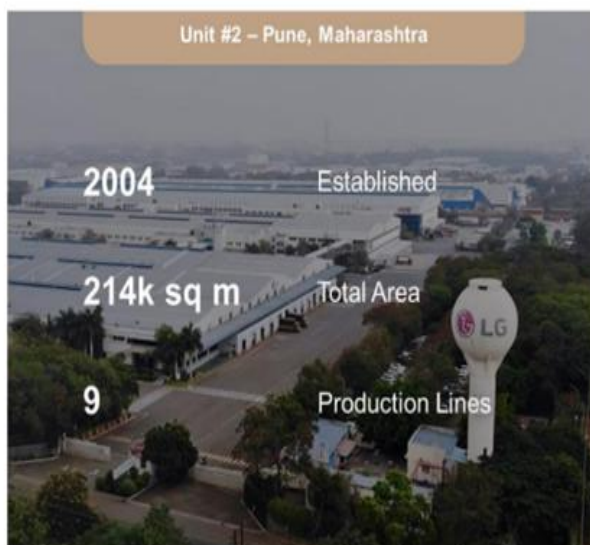 Unit #2 – Pune, Maharashtra
2004 Established
214k sq m Total Area
LG
9 Production Lines